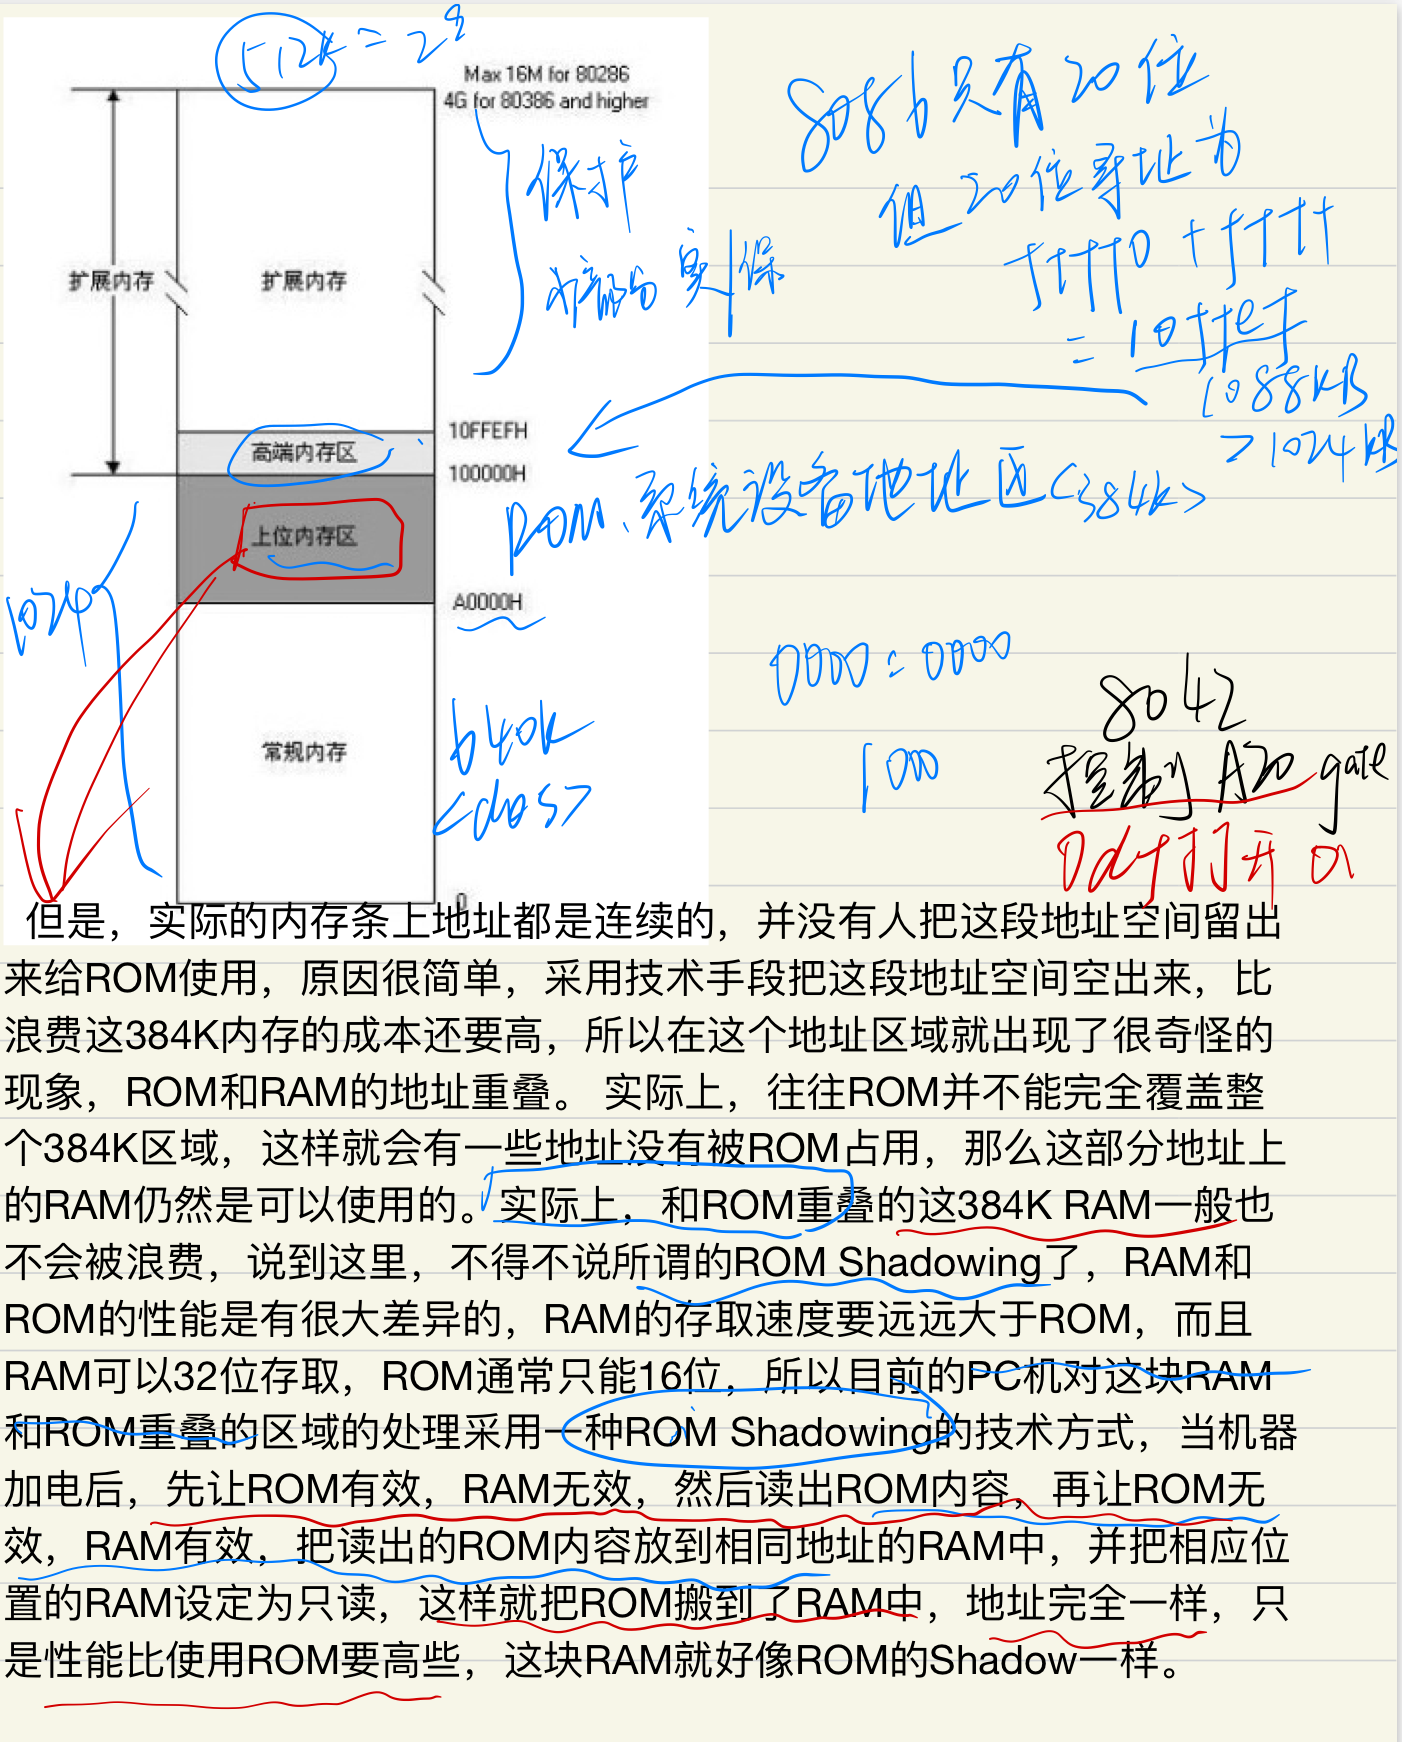 512K = 2⁹
Max 16M for 80286
4G for 80386 and higher
8086只有20位
但20位寻址为
ffff0 + ffff
= 10ffef
1088KB
> 1024KB
保护
实/保
扩展内存
扩展内存
10FFEFH
高端内存区
100000H
ROM、系统设备地址区<384k>
上位内存区
A0000H
1024
0000:0000
1000
640k
<dos>
常规内存
8042
控制 A20 gate
0df打开 on
0
但是，实际的内存条上地址都是连续的，并没有人把这段地址空间留出
来给ROM使用，原因很简单，采用技术手段把这段地址空间空出来，比
浪费这384K内存的成本还要高，所以在这个地址区域就出现了很奇怪的
现象，ROM和RAM的地址重叠。 实际上，往往ROM并不能完全覆盖整
个384K区域，这样就会有一些地址没有被ROM占用，那么这部分地址上
的RAM仍然是可以使用的。实际上，和ROM重叠的这384K RAM一般也
不会被浪费，说到这里，不得不说所谓的ROM Shadowing了，RAM和
ROM的性能是有很大差异的，RAM的存取速度要远远大于ROM，而且
RAM可以32位存取，ROM通常只能16位，所以目前的PC机对这块RAM
和ROM重叠的区域的处理采用一种ROM Shadowing的技术方式，当机器
加电后，先让ROM有效，RAM无效，然后读出ROM内容，再让ROM无
效，RAM有效，把读出的ROM内容放到相同地址的RAM中，并把相应位
置的RAM设定为只读，这样就把ROM搬到了RAM中，地址完全一样，只
是性能比使用ROM要高些，这块RAM就好像ROM的Shadow一样。